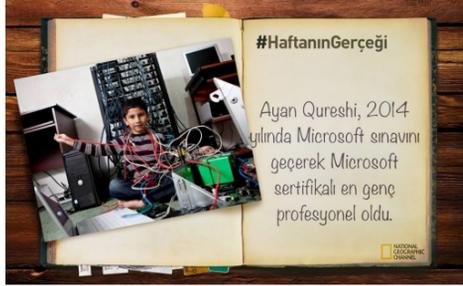 #HaftanınGerçeği
Ayan Qureshi, 2014
yılında Microsoft sınavını
geçerek Microsoft
sertifikalı en genç
profesyonel oldu.
NATIONAL
GEOGRAPHIC
CHANNEL